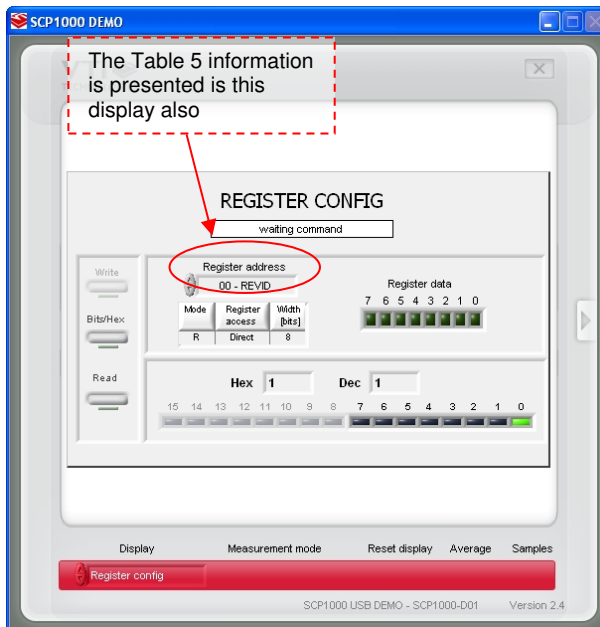 SCP1000 DEMO
The Table 5 information
is presented is this
display also
REGISTER CONFIG
waiting command
Write
Bits/Hex
Read
Register address
00 - REVID
Mode Register access Width [bits]
R Direct 8
Register data
7 6 5 4 3 2 1 0
Hex 1 Dec 1
15 14 13 12 11 10 9 8 7 6 5 4 3 2 1 0
Display Measurement mode Reset display Average Samples
Register config
SCP1000 USB DEMO - SCP1000-D01 Version 2.4